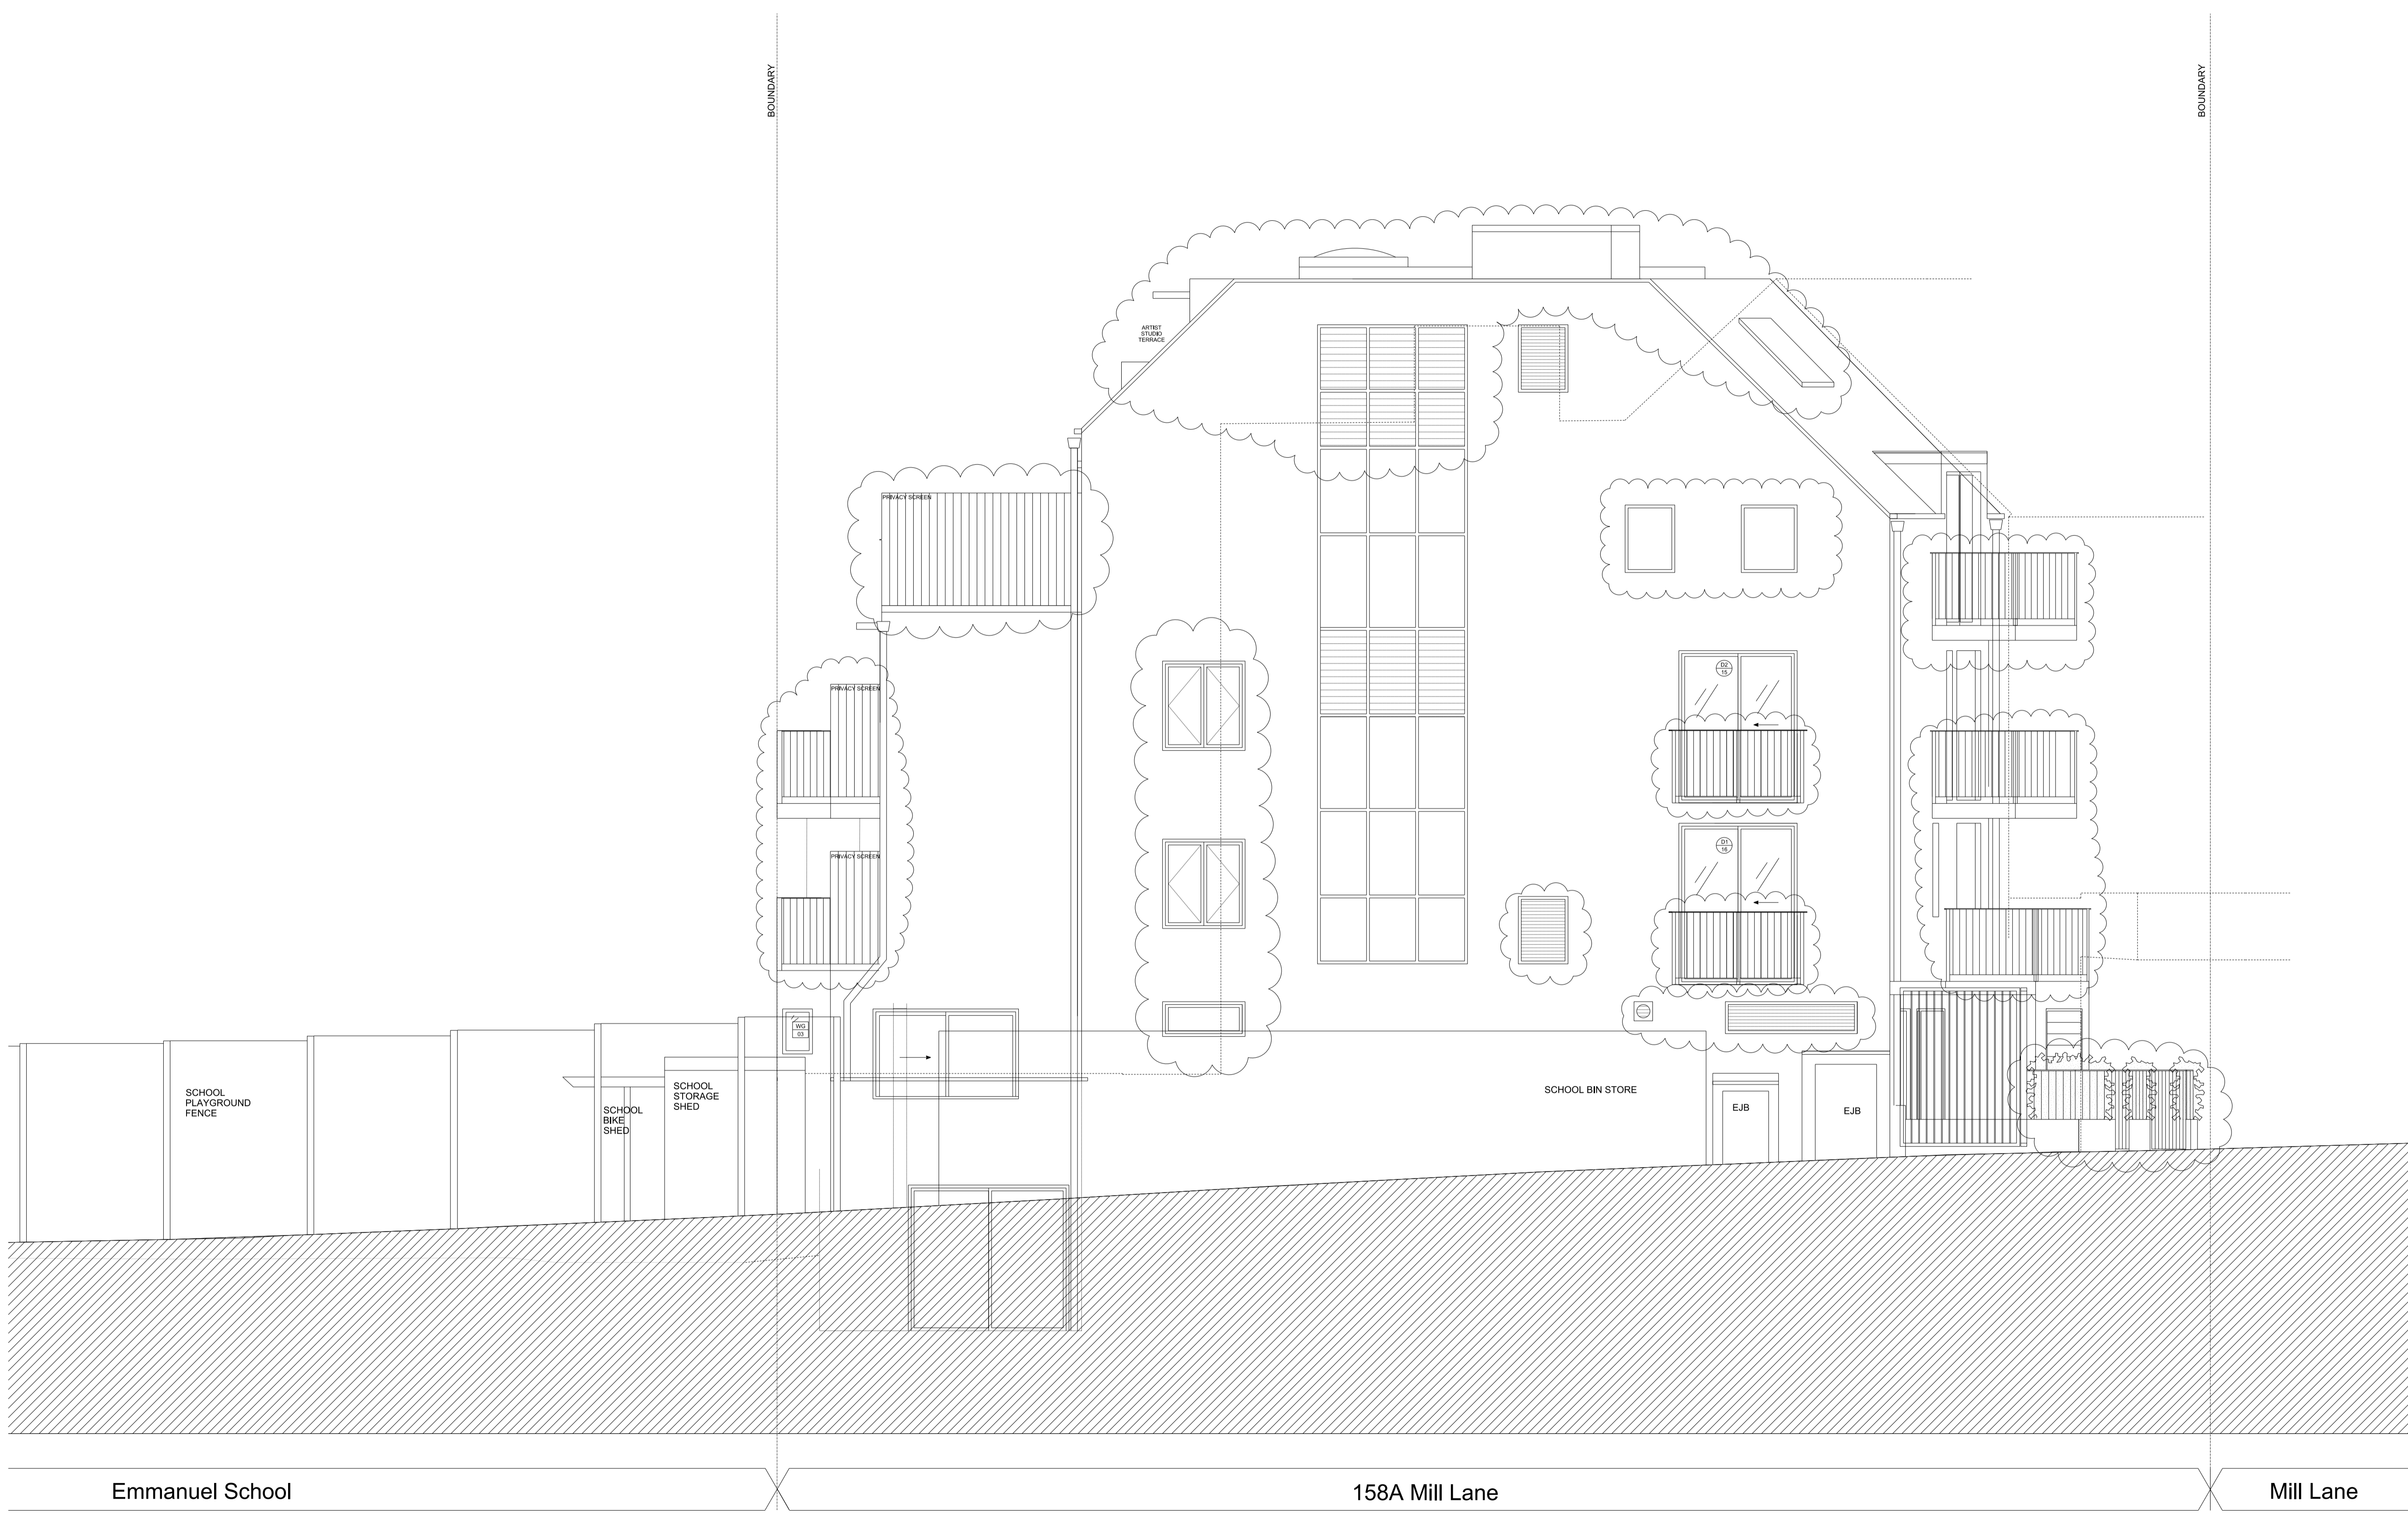 BOUNDARY
BOUNDARY
ARTIST
STUDIO
TERRACE
PRIVACY SCREEN
D2
15
PRIVACY SCREEN
D1
16
PRIVACY SCREEN
WG
03
SCHOOL
PLAYGROUND
FENCE
SCHOOL
BIKE
SHED
SCHOOL
STORAGE
SHED
SCHOOL BIN STORE
EJB
EJB
Emmanuel School
158A Mill Lane
Mill Lane